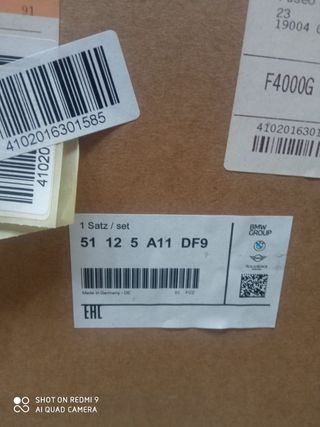 91
23
19004
F4000G
4102016301585
41020163015
4102
1 Satz / set
51 12 5 A11 DF9
Made in Germany - DE
BMW
GROUP
EAC
SHOT ON REDMI 9
AI QUAD CAMERA